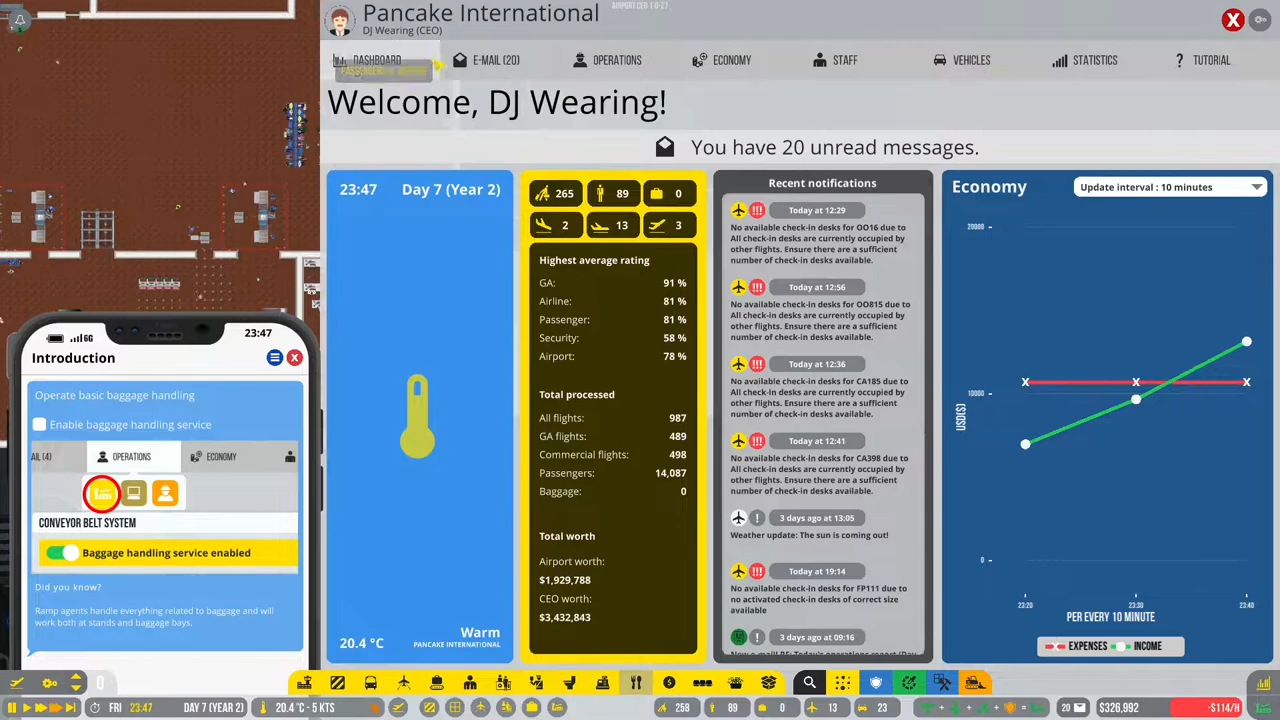 AIRPORT CEO | 0-27
Pancake International
DJ Wearing (CEO)
DASHBOARD
E-MAIL (20)
OPERATIONS
ECONOMY
STAFF
VEHICLES
STATISTICS
? TUTORIAL
Welcome, DJ Wearing!
You have 20 unread messages.
23:47 Day 7 (Year 2)
20.4 °C
Warm
PANCAKE INTERNATIONAL
265 89 0
2 13 3
Highest average rating
GA: 91 %
Airline: 81 %
Passenger: 81 %
Security: 58 %
Airport: 78 %
Total processed
All flights: 987
GA flights: 489
Commercial flights: 498
Passengers: 14,087
Baggage: 0
Total worth
Airport worth:
$1,929,788
CEO worth:
$3,432,843
Recent notifications
!!! Today at 12:29
No available check-in desks for OO16 due to
All check-in desks are currently occupied by
other flights. Ensure there are a sufficient
number of check-in desks available.
!!! Today at 12:56
No available check-in desks for OO815 due to
All check-in desks are currently occupied by
other flights. Ensure there are a sufficient
number of check-in desks available.
!!! Today at 12:36
No available check-in desks for CA185 due to
All check-in desks are currently occupied by
other flights. Ensure there are a sufficient
number of check-in desks available.
!!! Today at 12:41
No available check-in desks for CA398 due to
All check-in desks are currently occupied by
other flights. Ensure there are a sufficient
number of check-in desks available.
! 3 days ago at 13:05
Weather update: The sun is coming out!
!!! Today at 19:14
No available check-in desks for FP111 due to
no activated check-in desks of correct size
available
! 3 days ago at 09:16
Economy
Update interval : 10 minutes
20000
10000
0
USD($)
23:20 23:30 23:40
PER EVERY 10 MINUTE
EXPENSES INCOME
6G 23:47
Introduction
Operate basic baggage handling
Enable baggage handling service
AIL (4) OPERATIONS ECONOMY
CONVEYOR BELT SYSTEM
Baggage handling service enabled
Did you know?
Ramp agents handle everything related to baggage and will
work both at stands and baggage bays.
0
FRI 23:47 DAY 7 (YEAR 2) 20.4 °C - 5 KTS
258 89 0 13 23
20 $326,992 -$114/H